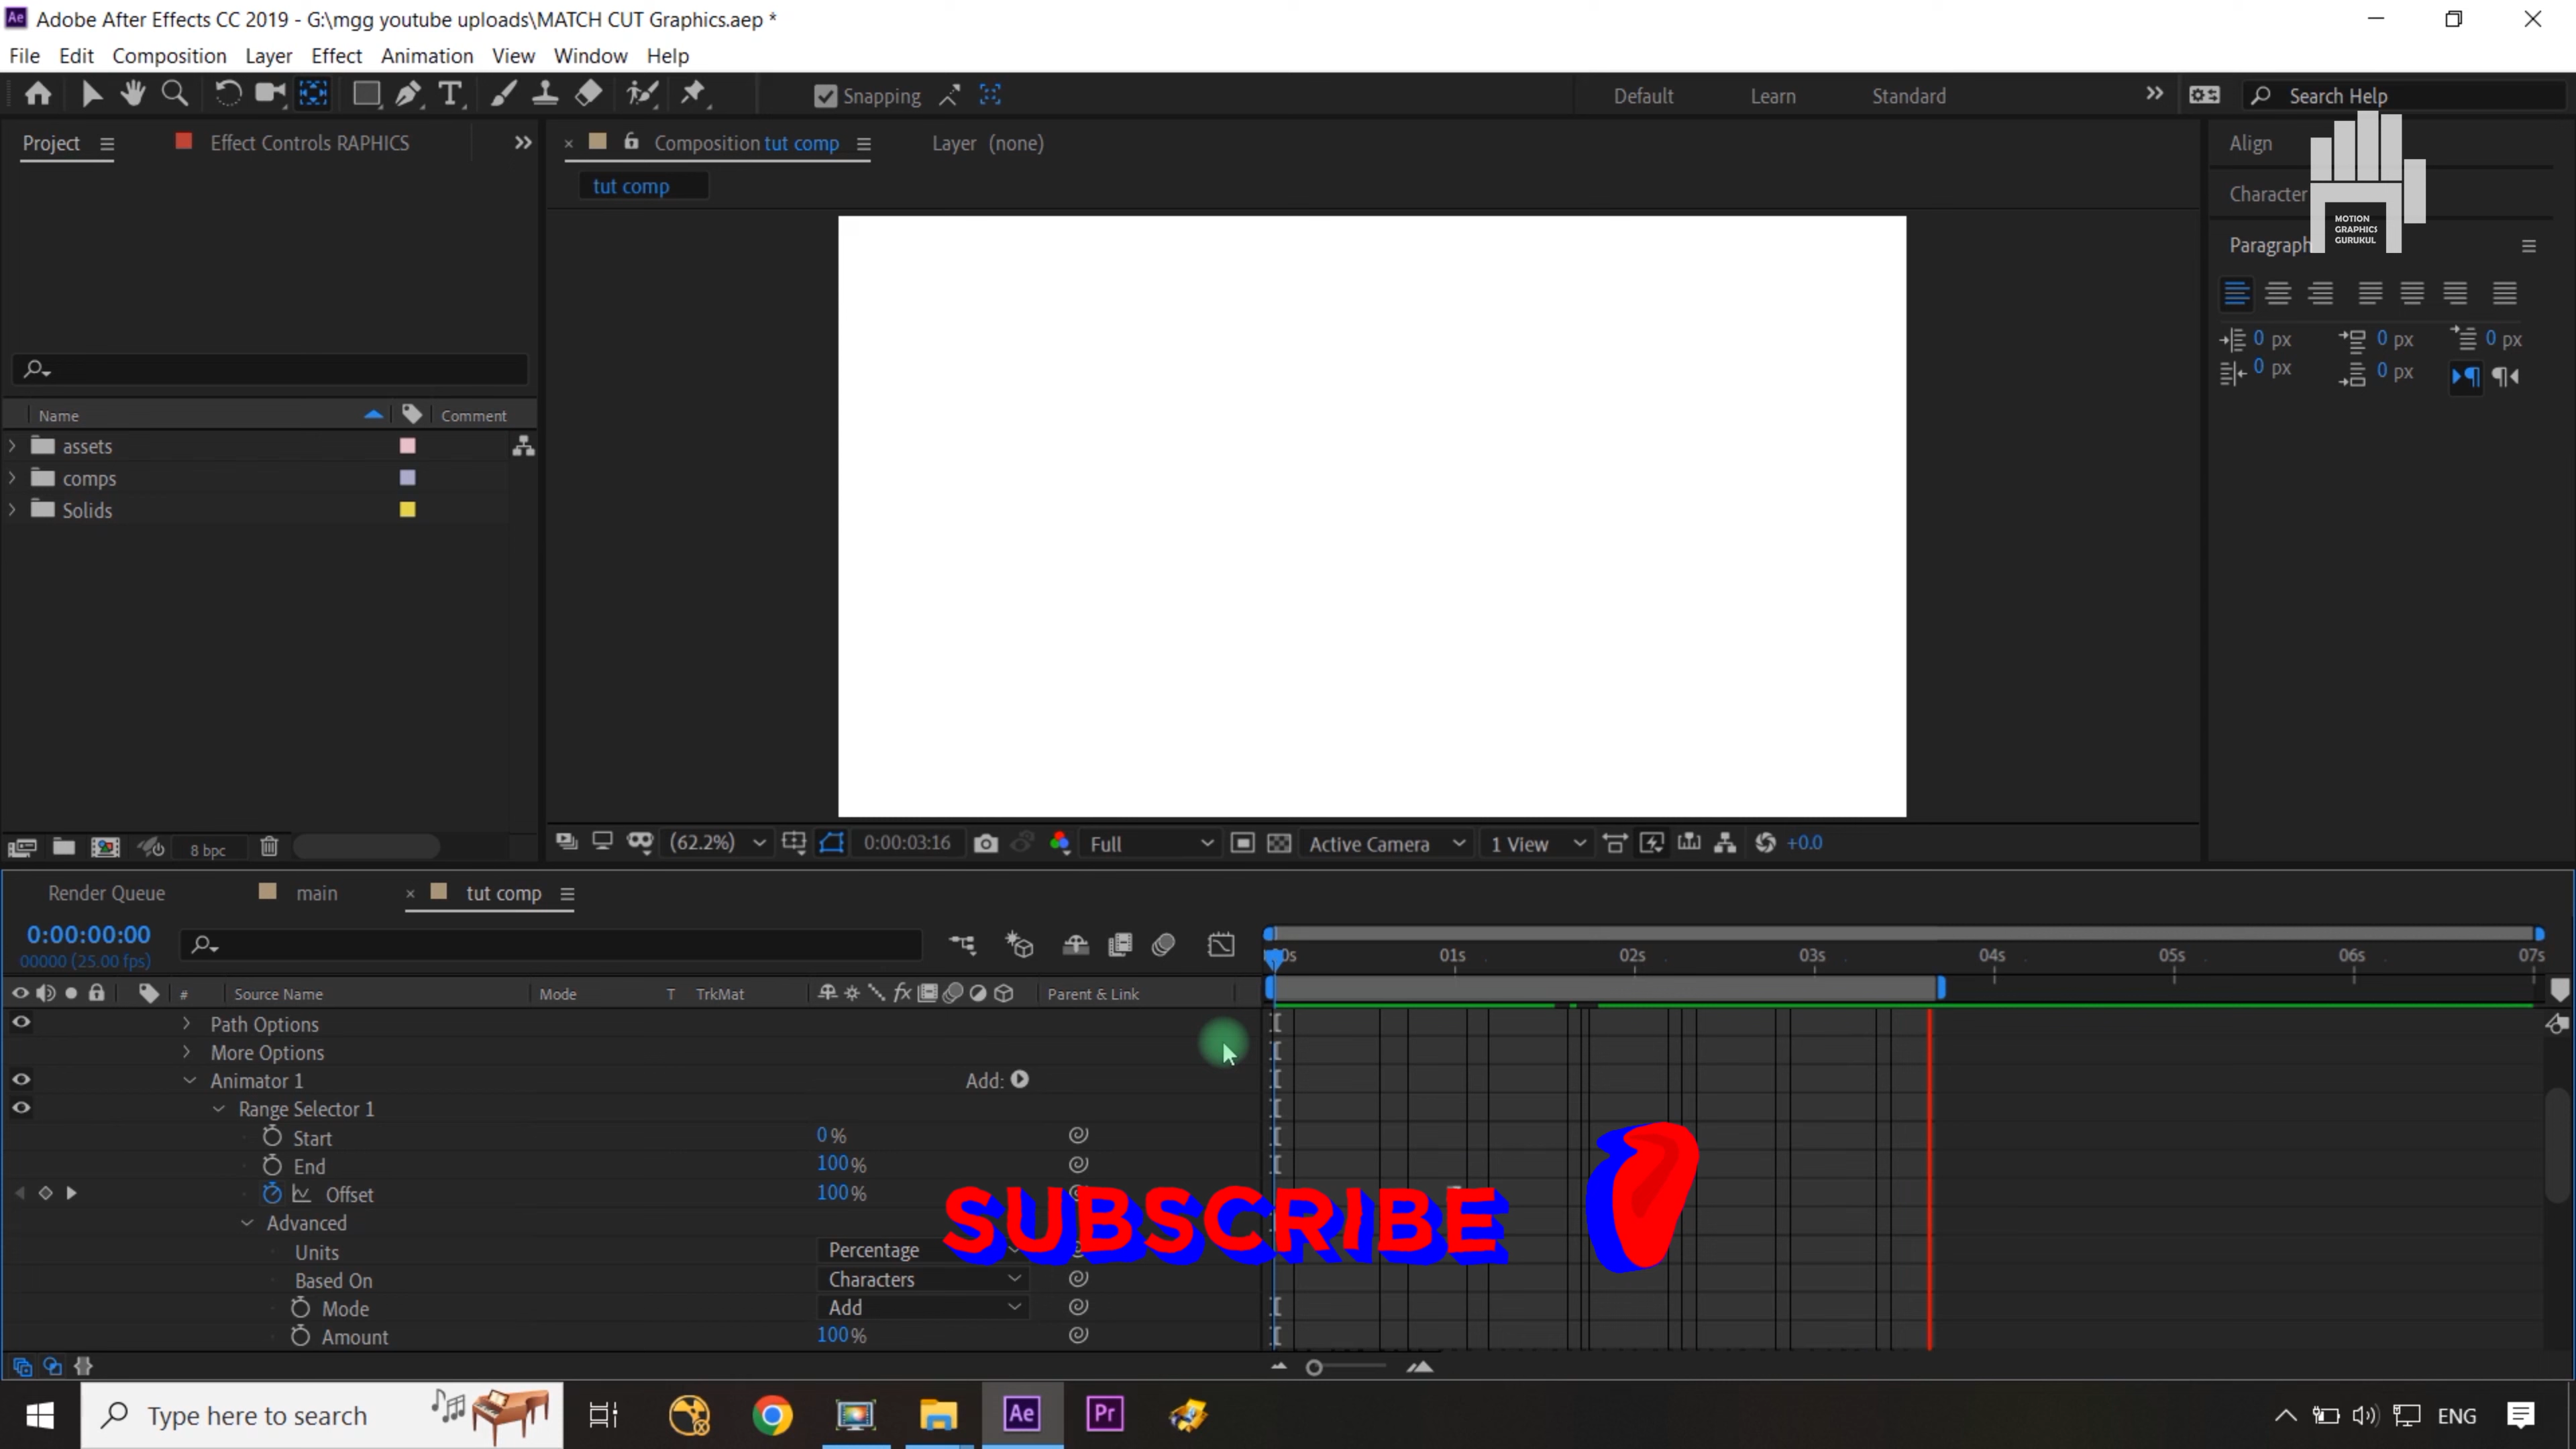 Ae Adobe After Effects CC 2019 - G:\mgg youtube uploads\MATCH CUT Graphics.aep *
File Edit Composition Layer Effect Animation View Window Help
Snapping Default Learn Standard Search Help
Project Effect Controls RAPHICS Composition tut comp Layer (none) Align
tut comp
Character
MOTION
GRAPHICS
GURUKUL
Paragraph
0 px 0 px 0 px
0 px 0 px
Name Comment
assets
comps
Solids
8 bpc (62.2%) 0:00:03:16 Full Active Camera 1 View +0.0
Render Queue main tut comp
0:00:00:00
00000 (25.00 fps)
01s 02s 03s 04s 05s 06s 07s
# Source Name Mode T TrkMat fx Parent & Link
Path Options
More Options
Animator 1 Add:
Range Selector 1
Start 0%
End 100%
Offset 100%
SUBSCRIBE
Advanced
Units Percentage
Based On Characters
Mode Add
Amount 100%
Type here to search Ae Pr ENG